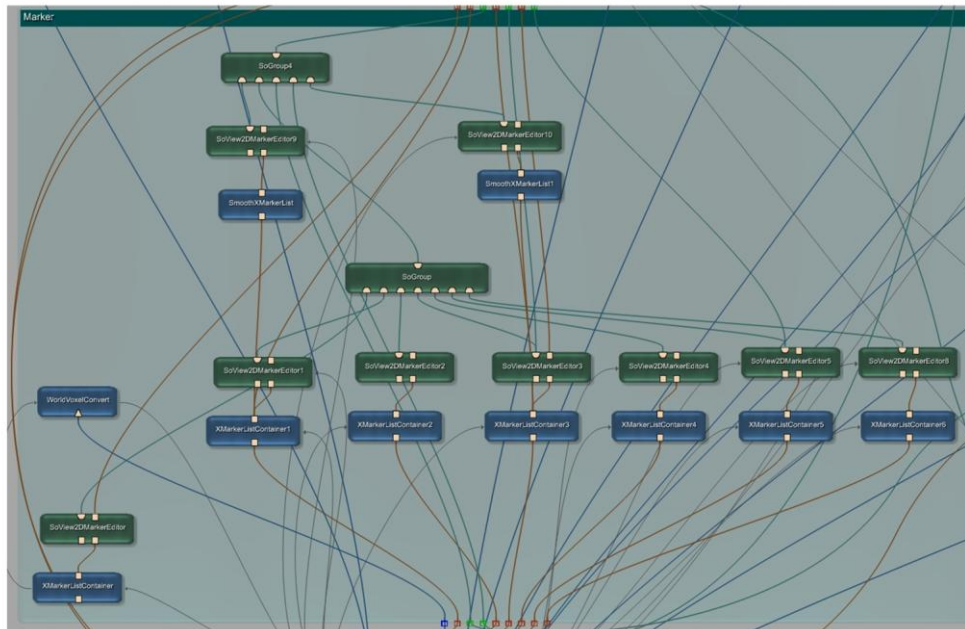 Marker
SoGroup4
SoView2DMarkerEditor9
SoView2DMarkerEditor10
SmoothXMarkerList
SmoothXMarkerList1
SoGroup
SoView2DMarkerEditor1
SoView2DMarkerEditor2
SoView2DMarkerEditor3
SoView2DMarkerEditor4
SoView2DMarkerEditor5
SoView2DMarkerEditor8
WorldVoxelConvert
XMarkerListContainer1
XMarkerListContainer2
XMarkerListContainer3
XMarkerListContainer4
XMarkerListContainer5
XMarkerListContainer6
SoView2DMarkerEditor
XMarkerListContainer